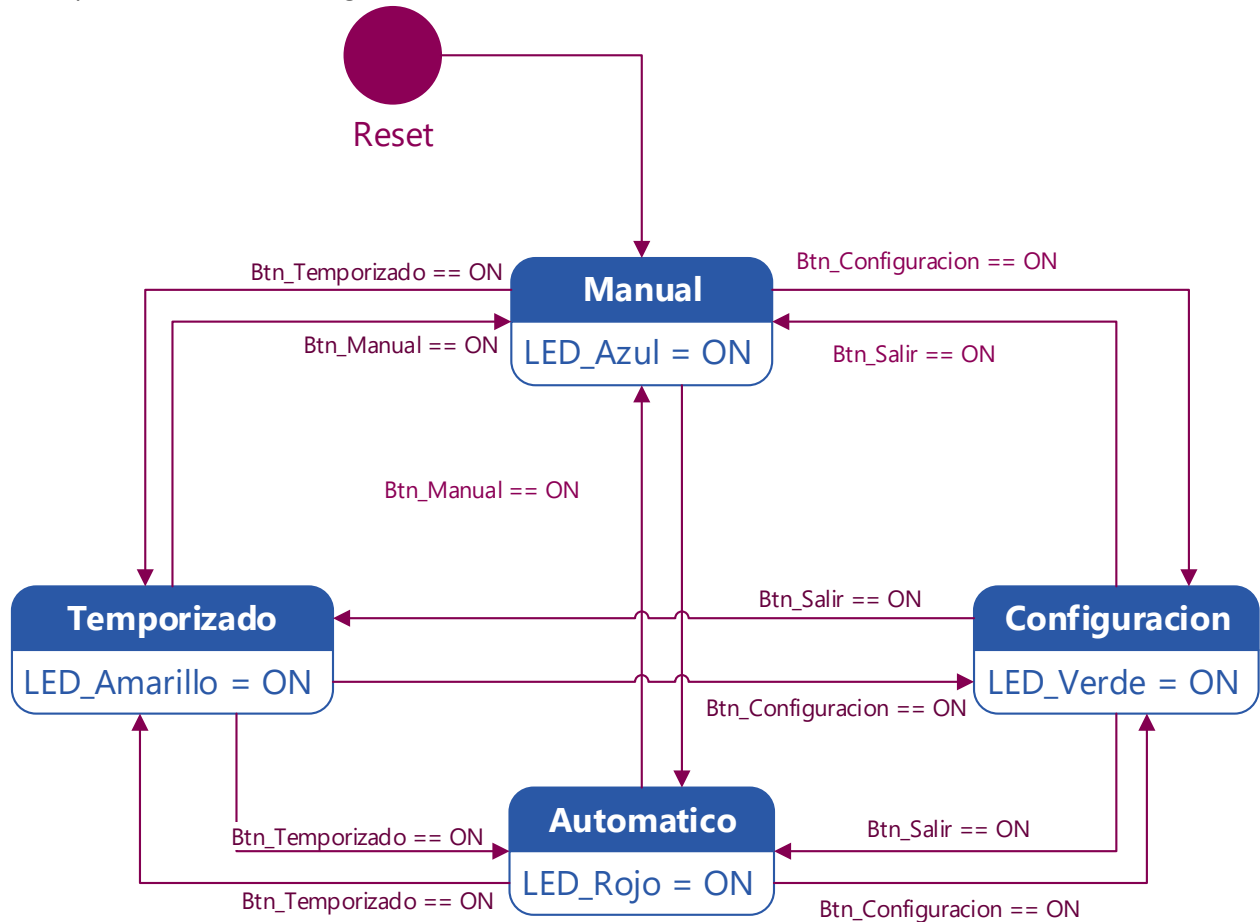 Reset
Btn_Temporizado == ON
Manual
Btn_Configuracion == ON
LED_Azul = ON
Btn_Manual == ON
Btn_Salir == ON
Btn_Manual == ON
Temporizado
LED_Amarillo = ON
Btn_Salir == ON
Configuracion
LED_Verde = ON
Btn_Configuracion == ON
Automatico
LED_Rojo = ON
Btn_Temporizado == ON
Btn_Salir == ON
Btn_Temporizado == ON
Btn_Configuracion == ON